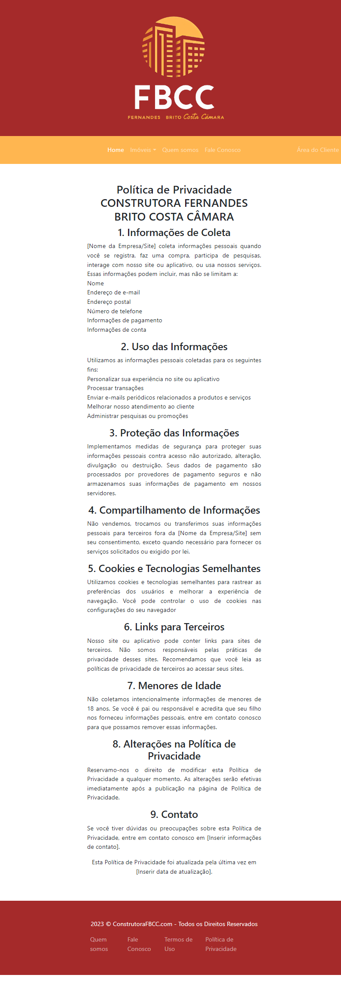 FBCC
FERNANDES BRITO Costa Câmara
Home Imóveis Quem somos Fale Conosco Área do Cliente
Política de Privacidade
CONSTRUTORA FERNANDES
BRITO COSTA CÂMARA
1. Informações de Coleta
[Nome da Empresa/Site] coleta informações pessoais quando
você se registra, faz uma compra, participa de pesquisas,
interage com nosso site ou aplicativo, ou usa nossos serviços.
Essas informações podem incluir, mas não se limitam a:
Nome
Endereço de e-mail
Endereço postal
Número de telefone
Informações de pagamento
Informações de conta
2. Uso das Informações
Utilizamos as informações pessoais coletadas para os seguintes
fins:
Personalizar sua experiência no site ou aplicativo
Processar transações
Enviar e-mails periódicos relacionados a produtos e serviços
Melhorar nosso atendimento ao cliente
Administrar pesquisas ou promoções
3. Proteção das Informações
Implementamos medidas de segurança para proteger suas
informações pessoais contra acesso não autorizado, alteração,
divulgação ou destruição. Seus dados de pagamento são
processados por provedores de pagamento seguros e não
armazenamos suas informações de pagamento em nossos
servidores.
4. Compartilhamento de Informações
Não vendemos, trocamos ou transferimos suas informações
pessoais para terceiros fora da [Nome da Empresa/Site] sem
seu consentimento, exceto quando necessário para fornecer os
serviços solicitados ou exigido por lei.
5. Cookies e Tecnologias Semelhantes
Utilizamos cookies e tecnologias semelhantes para rastrear as
preferências dos usuários e melhorar a experiência de
navegação. Você pode controlar o uso de cookies nas
configurações do seu navegador
6. Links para Terceiros
Nosso site ou aplicativo pode conter links para sites de
terceiros. Não somos responsáveis pelas práticas de
privacidade desses sites. Recomendamos que você leia as
políticas de privacidade de terceiros ao acessar seus sites.
7. Menores de Idade
Não coletamos intencionalmente informações de menores de
18 anos. Se você é pai ou responsável e acredita que seu filho
nos forneceu informações pessoais, entre em contato conosco
para que possamos remover essas informações.
8. Alterações na Política de
Privacidade
Reservamo-nos o direito de modificar esta Política de
Privacidade a qualquer momento. As alterações serão efetivas
imediatamente após a publicação na página de Política de
Privacidade.
9. Contato
Se você tiver dúvidas ou preocupações sobre esta Política de
Privacidade, entre em contato conosco em [Inserir informações
de contato].
Esta Política de Privacidade foi atualizada pela última vez em
[Inserir data de atualização].
2023 © ConstrutoraFBCC.com - Todos os Direitos Reservados
Quem Fale Termos de Política de
somos Conosco Uso Privacidade